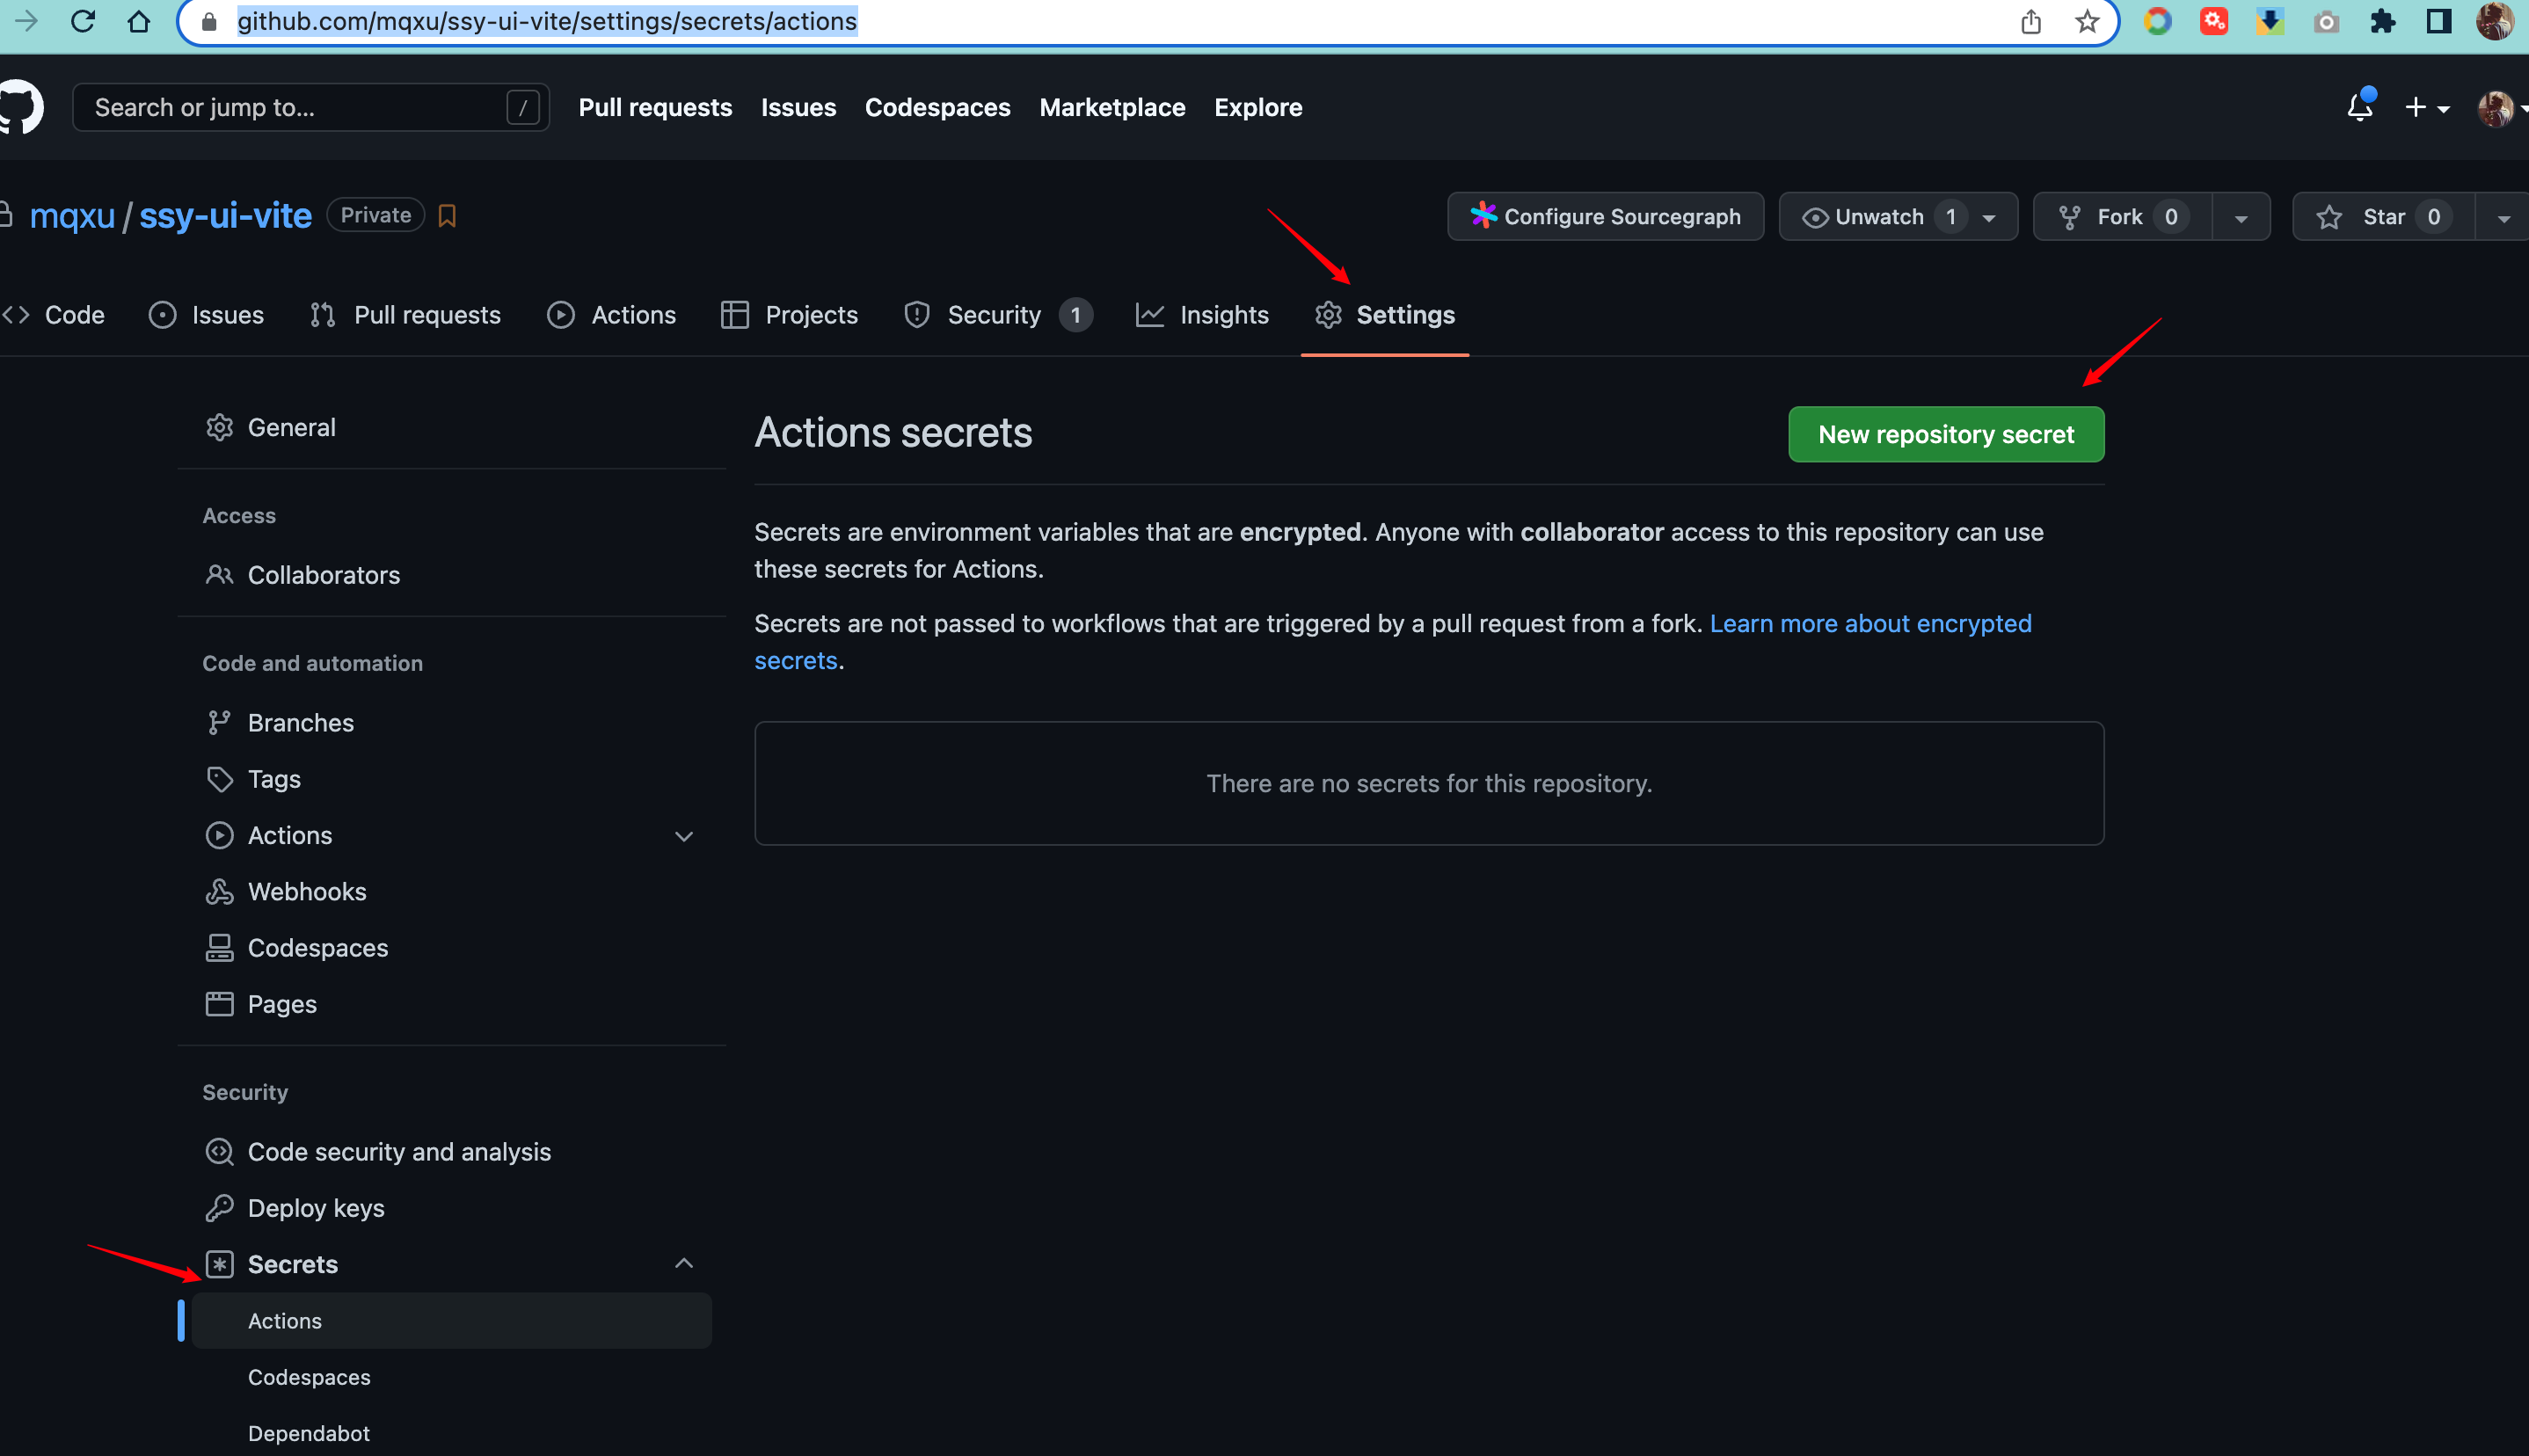 github.com/mqxu/ssy-ui-vite/settings/secrets/actions
Search or jump to... /
Pull requests Issues Codespaces Marketplace Explore
mqxu / ssy-ui-vite Private
Configure Sourcegraph Unwatch 1 Fork 0 Star 0
Code Issues Pull requests Actions Projects Security 1 Insights Settings
General
Access
Collaborators
Code and automation
Branches
Tags
Actions
Webhooks
Codespaces
Pages
Security
Code security and analysis
Deploy keys
Secrets
Actions
Codespaces
Dependabot
Actions secrets
New repository secret
Secrets are environment variables that are encrypted. Anyone with collaborator access to this repository can use
these secrets for Actions.
Secrets are not passed to workflows that are triggered by a pull request from a fork. Learn more about encrypted
secrets.
There are no secrets for this repository.